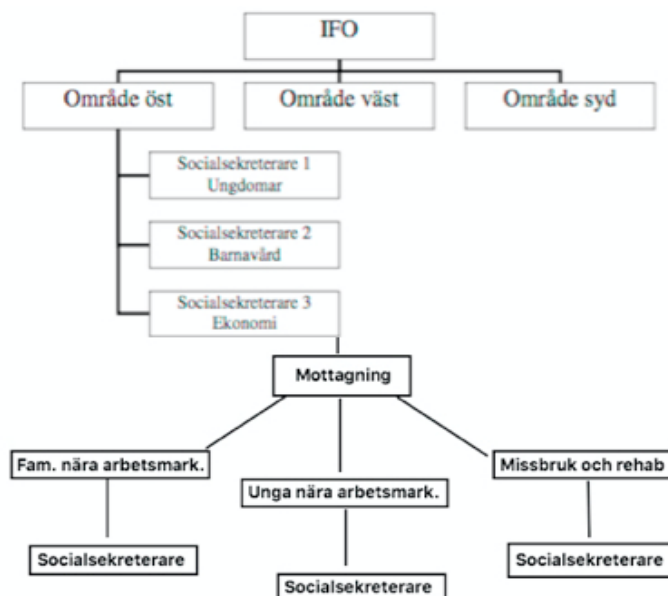 IFO
Område öst
Område väst
Område syd
Socialsekreterare 1
Ungdomar
Socialsekreterare 2
Barnavård
Socialsekreterare 3
Ekonomi
Mottagning
Fam. nära arbetsmark.
Unga nära arbetsmark.
Missbruk och rehab
Socialsekreterare
Socialsekreterare
Socialsekreterare